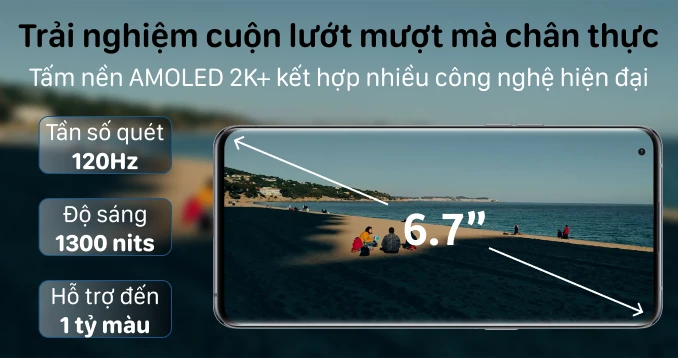 Trải nghiệm cuộn lướt mượt mà chân thực
Tấm nền AMOLED 2K+ kết hợp nhiều công nghệ hiện đại
Tần số quét
120Hz
Độ sáng
1300 nits
Hỗ trợ đến
1 tỷ màu
6.7”